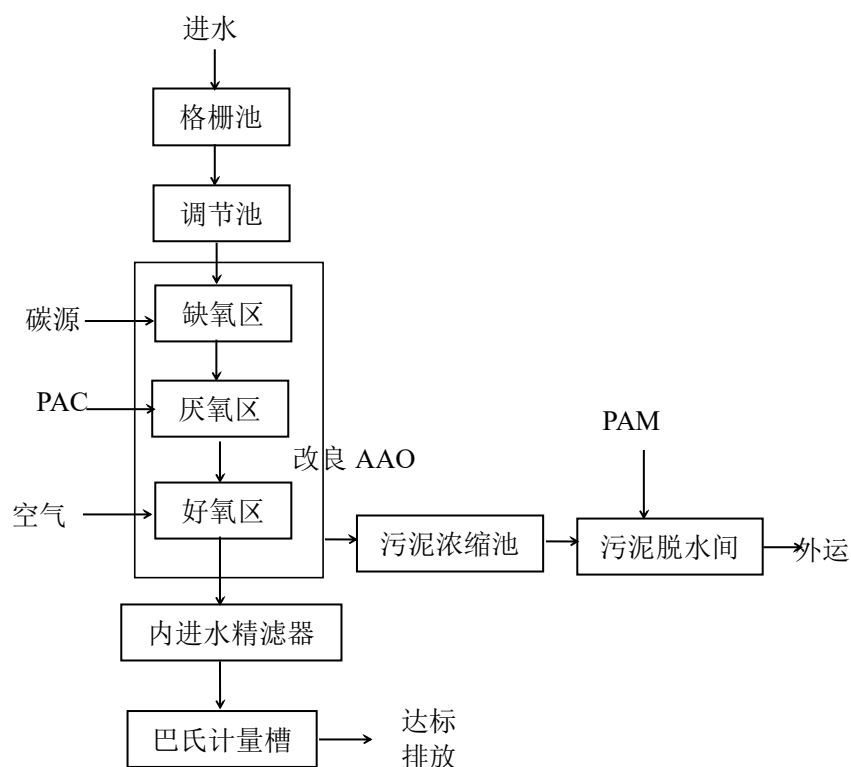 进水
格栅池
调节池
碳源
缺氧区
PAC
厌氧区
PAM
改良 AAO
空气
好氧区
污泥浓缩池
污泥脱水间
外运
内进水精滤器
巴氏计量槽
达标
排放